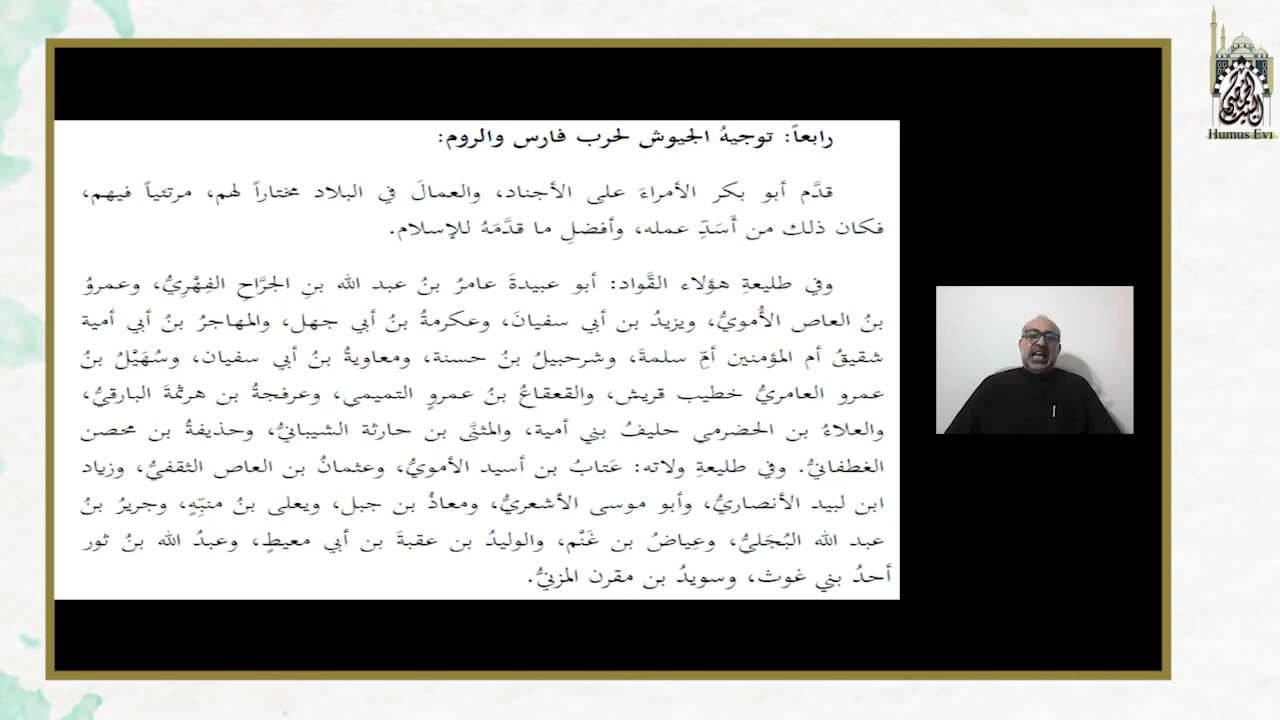 رابعاً: توجيهُ الجيوش لحرب فارس والروم:
قدَّم أبو بكر الأمراءَ على الأجناد، والعمالَ في البلاد مختاراً لهم، مرتئياً فيهم،
فكان ذلك من أَسَدِّ عمله، وأفضلِ ما قدَّمَهُ للإسلام.
وفي طليعةِ هؤلاء القَّواد: أبو عبيدةَ عامرُ بنُ عبد الله بنِ الجرَّاحِ الفِهْرِيُّ، وعمروُ
بنُ العاص الأُمويُّ، ويزيدُ بن أبي سفيانَ، وعكرمةُ بنُ أبي جهل، والمهاجرُ بنُ أبي أمية
شقيقُ أم المؤمنين أمِّ سلمةَ، وشرحبيلُ بنُ حسنة، ومعاويةُ بنُ أبي سفيان، وسُهَيْلُ بنُ
عمرو العامريُّ خطيب قريش، والقعقاعُ بنُ عمروٍ التميمي، وعرفجةُ بن هرثمةَ البارقيُّ،
والعلاءُ بن الحضرمي حليفُ بني أمية، والمثنَّى بن حارثة الشيبانيُّ، وحذيفةُ بن محصن
الغطفانيُّ. وفي طليعةِ ولاته: عَتابُ بن أسيد الأمويُّ، وعثمانُ بن العاص الثقفيُّ، وزياد
ابن لبيد الأنصاريُّ، وأبو موسى الأشعريُّ، ومعاذُ بن جبل، ويعلى بنُ منبِّهٍ، وجريرُ بنُ
عبد الله البُجَليُّ، وعِياضُ بن غَنْم، والوليدُ بن عقبةَ بن أبي معيطٍ، وعبدُ الله بنُ ثور
أحدُ بني غوث، وسويدُ بن مقرن المزنيُّ.
Humus Evi